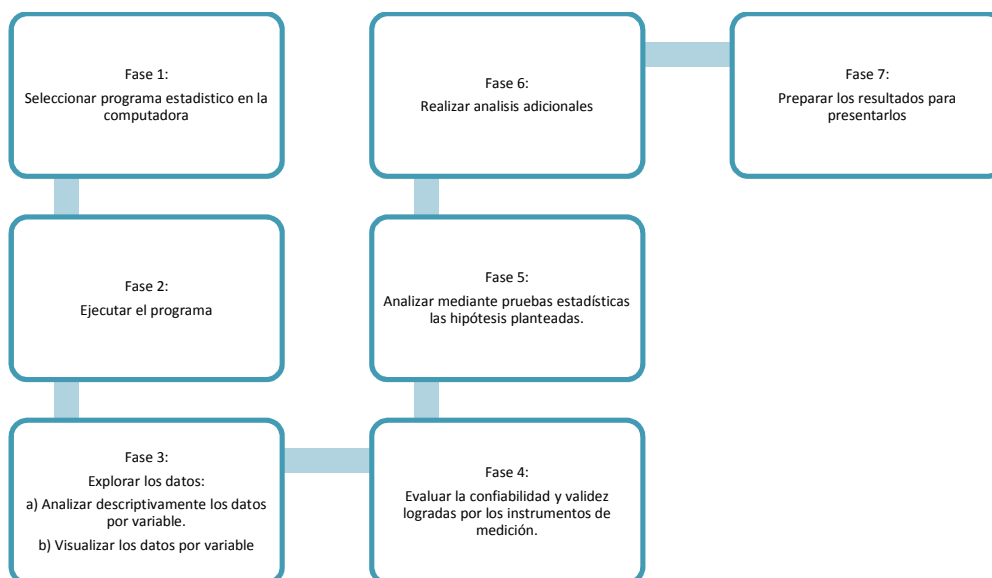 Fase 1:
Seleccionar programa estadistico en la
computadora
Fase 2:
Ejecutar el programa
Fase 3:
Explorar los datos:
a) Analizar descriptivamente los datos
por variable.
b) Visualizar los datos por variable
Fase 4:
Evaluar la confiabilidad y validez
logradas por los instrumentos de
medición.
Fase 5:
Analizar mediante pruebas estadísticas
las hipótesis planteadas.
Fase 6:
Realizar analisis adicionales
Fase 7:
Preparar los resultados para
presentarlos